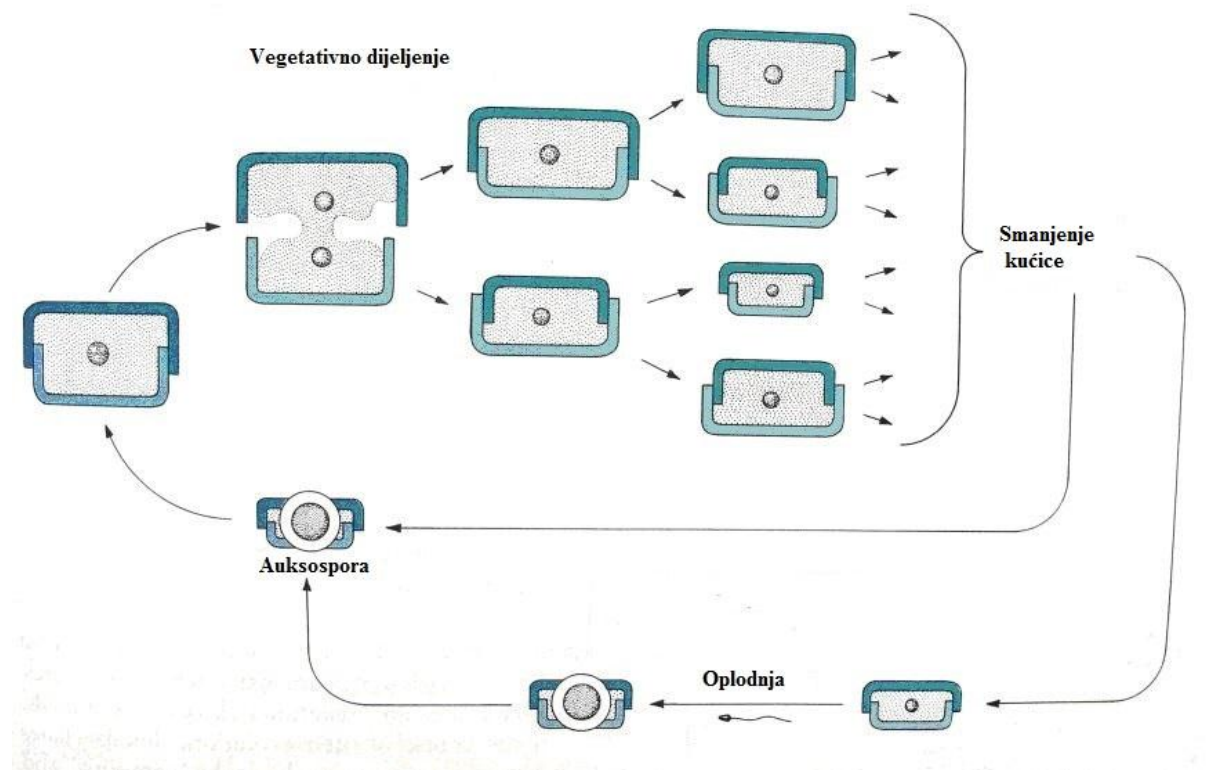 Vegetativno dijeljenje
Smanjenje
kućice
Auksospora
Oplodnja